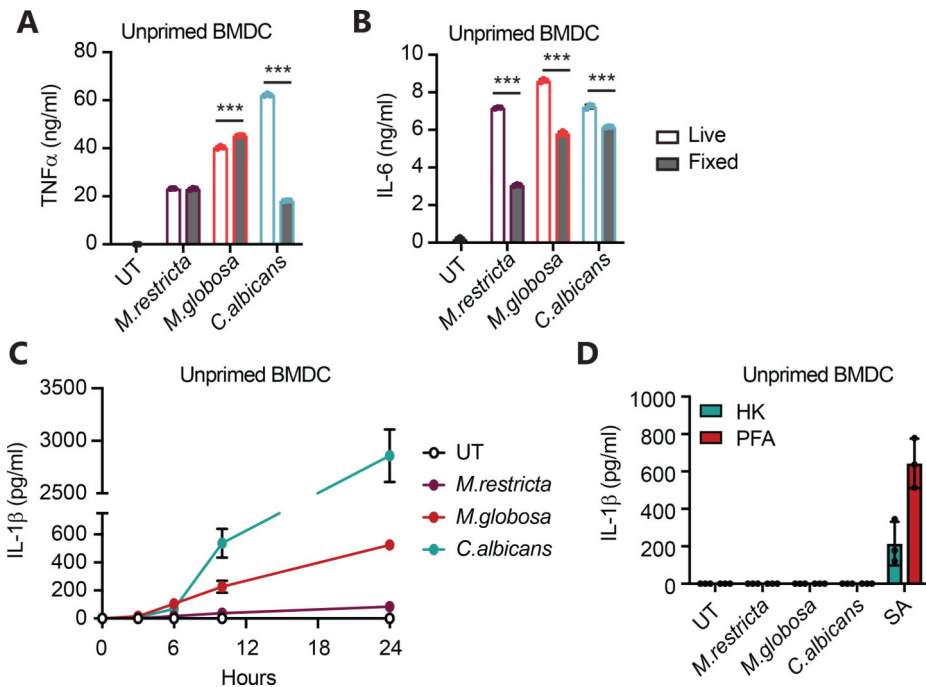 A
Unprimed BMDC
TNFα (ng/ml)
80
60
40
20
0
***
***
UT
M.restricta
M.globosa
C.albicans
B
Unprimed BMDC
IL-6 (ng/ml)
10
8
6
4
2
0
***
***
***
UT
M.restricta
M.globosa
C.albicans
Live
Fixed
C
Unprimed BMDC
IL-1β (pg/ml)
3500
3000
2500
600
400
200
0
0
6
12
18
24
Hours
UT
M.restricta
M.globosa
C.albicans
D
Unprimed BMDC
IL-1β (pg/ml)
1000
800
600
400
200
0
HK
PFA
UT
M.restricta
M.globosa
C.albicans
SA